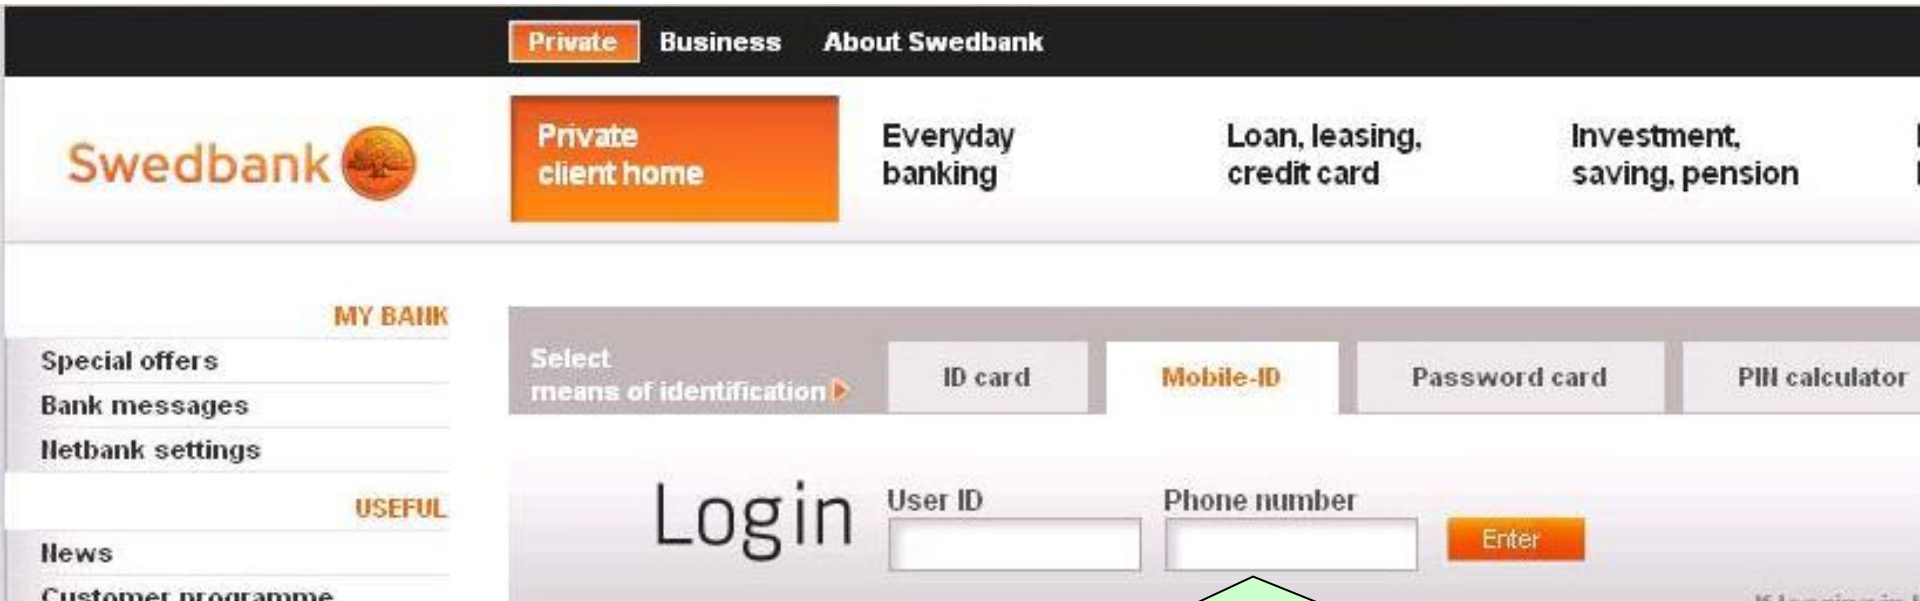 Private Business About Swedbank
Swedbank
Private
client home
Everyday
banking
Loan, leasing,
credit card
Investment,
saving, pension
MY BANK
Special offers
Bank messages
Netbank settings
USEFUL
News
Customer programme
Select
means of identification
ID card
Mobile-ID
Password card
PIN calculator
Login
User ID
Phone number
Enter